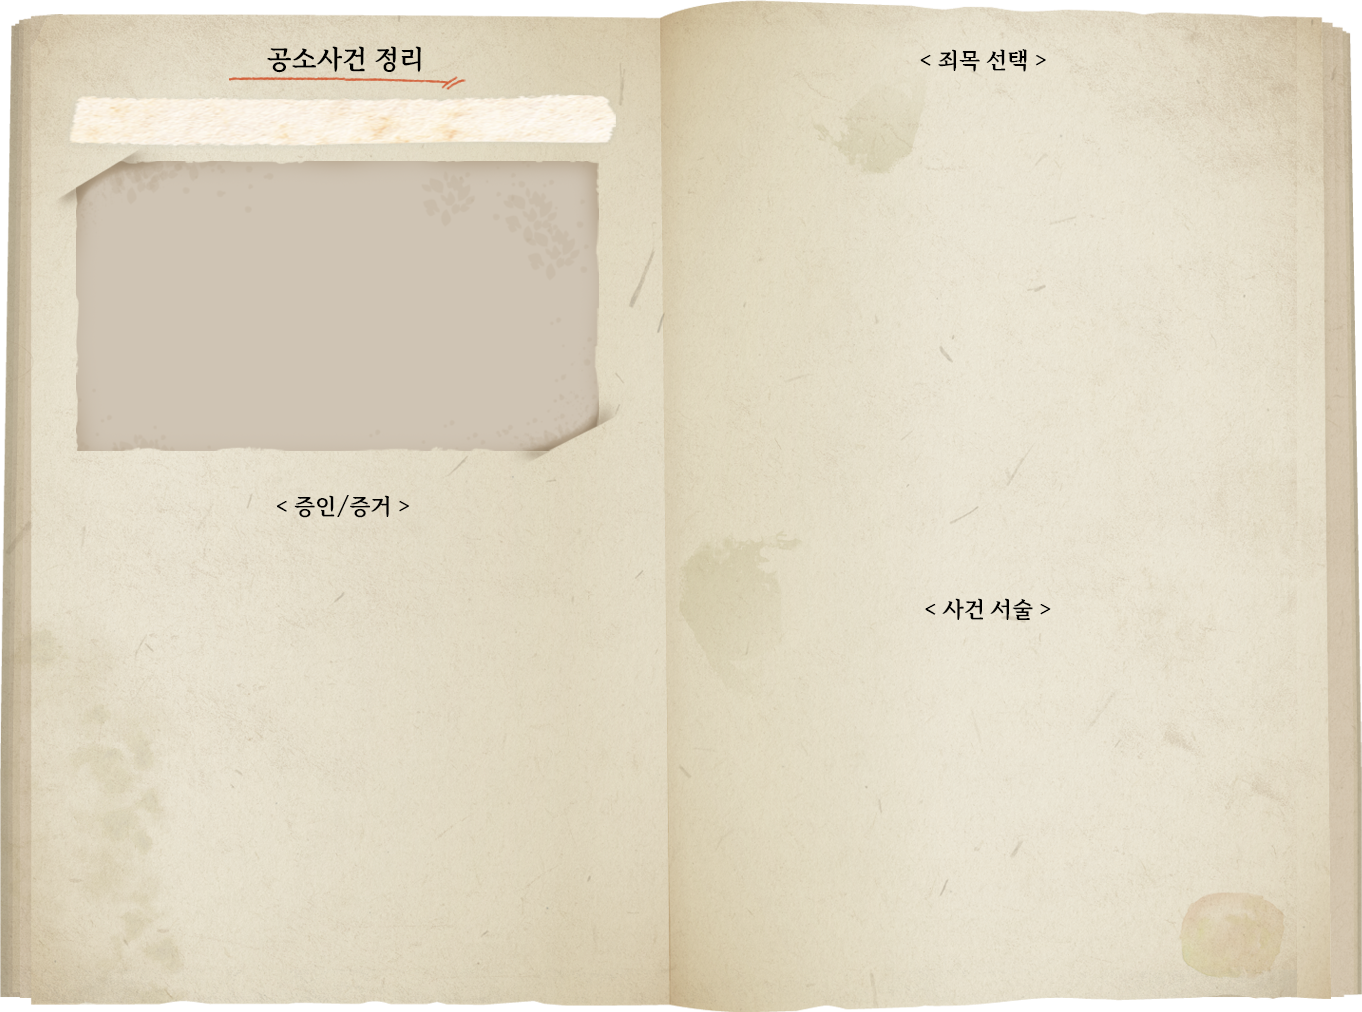 공소사건 정리
< 증인/증거 >
< 죄목 선택 >
< 사건 서술 >